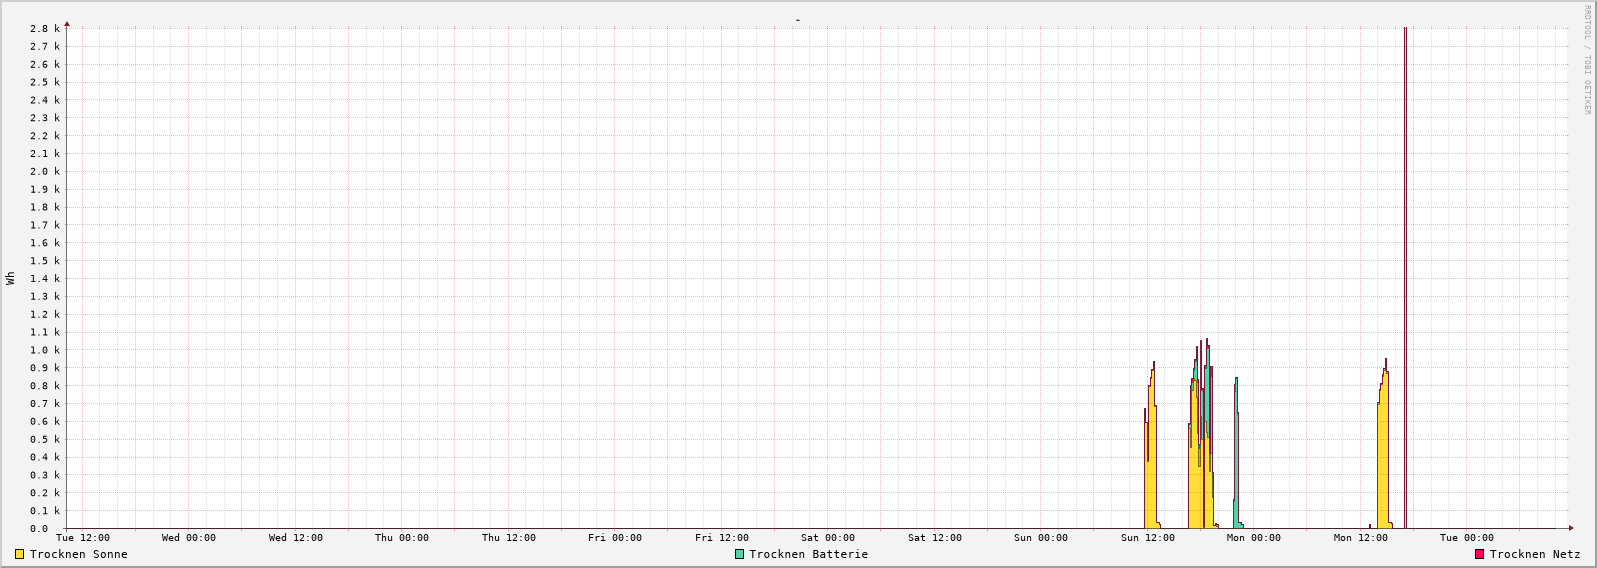 -
RRDTOOL / TOBI OETIKER
Wh
2.8 k
2.7 k
2.6 k
2.5 k
2.4 k
2.3 k
2.2 k
2.1 k
2.0 k
1.9 k
1.8 k
1.7 k
1.6 k
1.5 k
1.4 k
1.3 k
1.2 k
1.1 k
1.0 k
0.9 k
0.8 k
0.7 k
0.6 k
0.5 k
0.4 k
0.3 k
0.2 k
0.1 k
0.0
Tue 12:00 Wed 00:00 Wed 12:00 Thu 00:00 Thu 12:00 Fri 00:00 Fri 12:00 Sat 00:00 Sat 12:00 Sun 00:00 Sun 12:00 Mon 00:00 Mon 12:00 Tue 00:00
Trocknen Sonne Trocknen Batterie Trocknen Netz